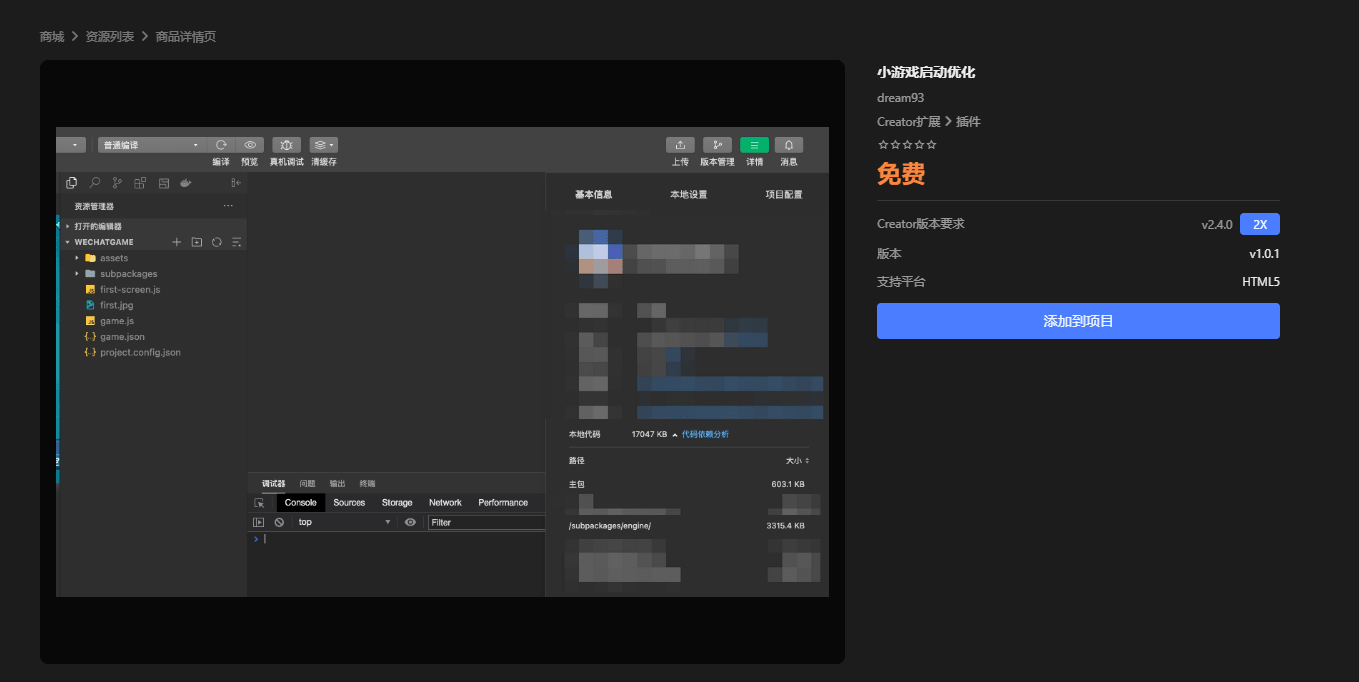 商城 > 资源列表 > 商品详情页
普通编译
编译 预览 真机调试 清缓存
上传 版本管理 详情 消息
资源管理器
打开的编辑器
WECHATGAME
assets
subpackages
first-screen.js
first.jpg
game.js
game.json
project.config.json
调试器 问题 输出 终端
Console Sources Storage Network Performance
top Filter
基本信息 本地设置 项目配置
本地代码 17047 KB 代码依赖分析
路径 大小
主包 603.1 KB
/subpackages/engine/ 3315.4 KB
小游戏启动优化
dream93
Creator扩展 > 插件
免费
Creator版本要求 v2.4.0 2X
版本 v1.0.1
支持平台 HTML5
添加到项目